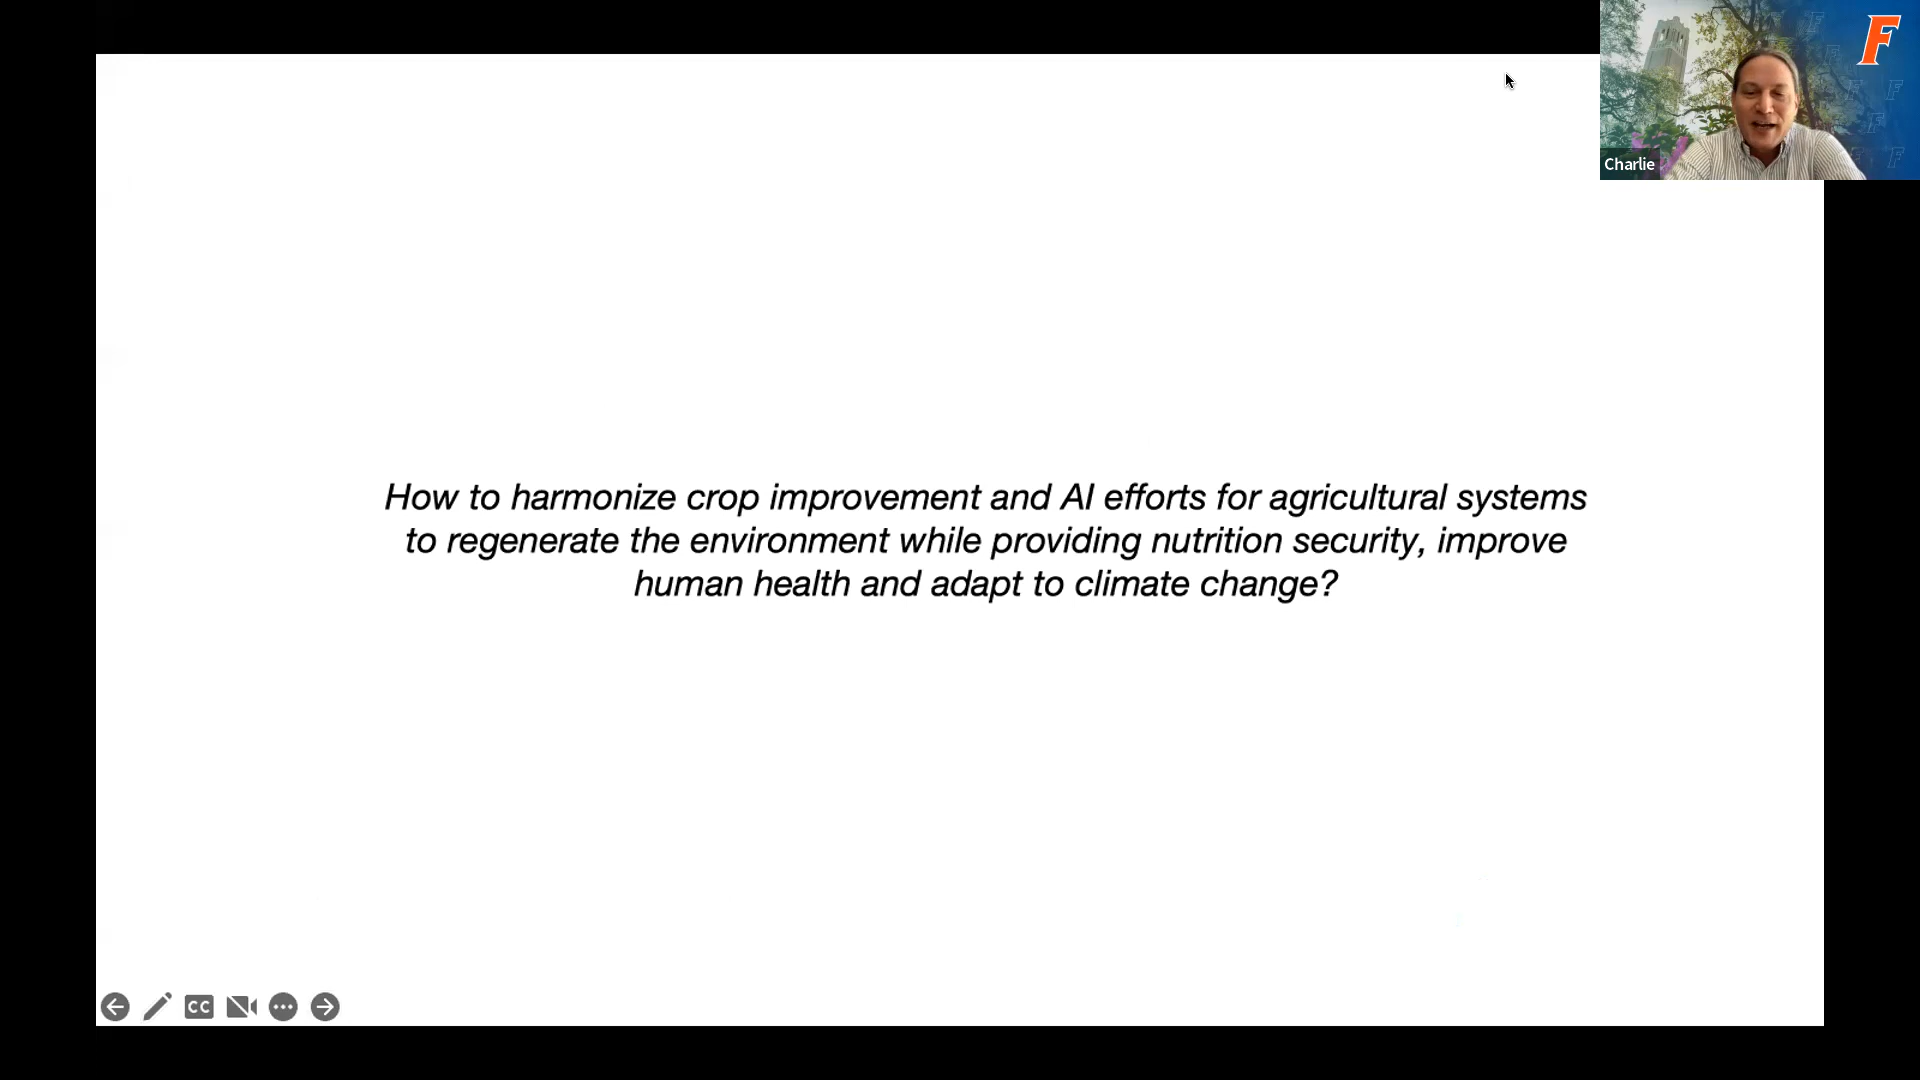 F
Charlie
How to harmonize crop improvement and AI efforts for agricultural systems
to regenerate the environment while providing nutrition security, improve
human health and adapt to climate change?
CC